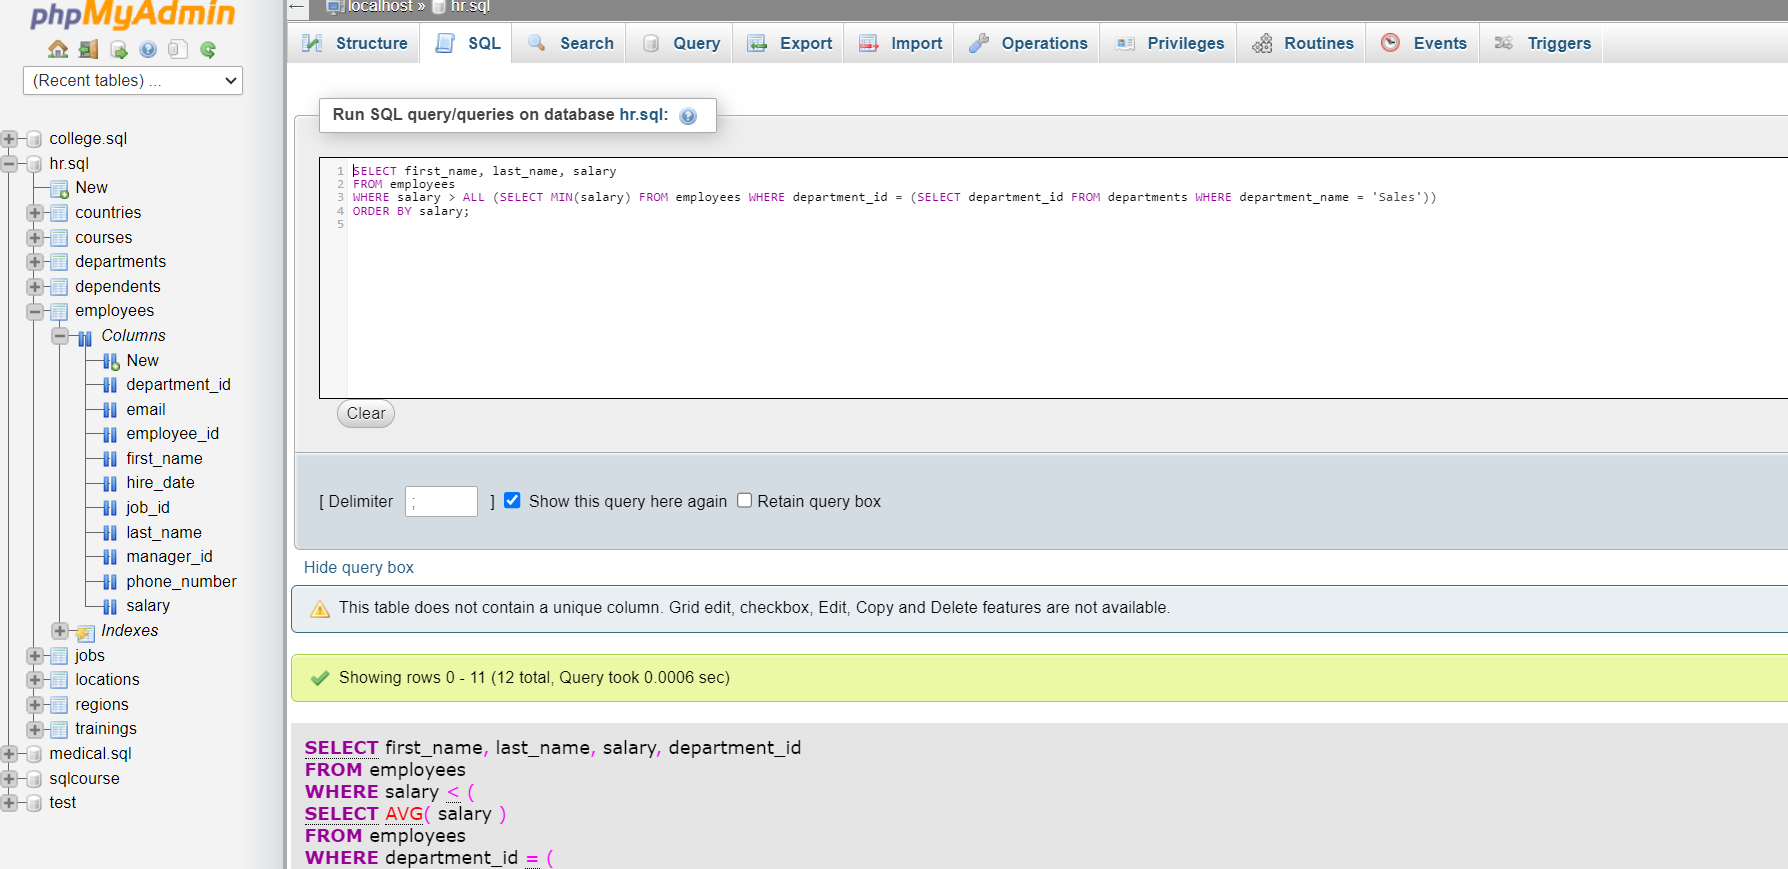 phpMyAdmin
(Recent tables) ...
college.sql
hr.sql
New
countries
courses
departments
dependents
employees
Columns
New
department_id
email
employee_id
first_name
hire_date
job_id
last_name
manager_id
phone_number
salary
Indexes
jobs
locations
regions
trainings
medical.sql
sqlcourse
test
localhost » hr.sql
Structure SQL Search Query Export Import Operations Privileges Routines Events Triggers
Run SQL query/queries on database hr.sql:
1 SELECT first_name, last_name, salary
2 FROM employees
3 WHERE salary > ALL (SELECT MIN(salary) FROM employees WHERE department_id = (SELECT department_id FROM departments WHERE department_name = 'Sales'))
4 ORDER BY salary;
5
Clear
[ Delimiter ; ] Show this query here again Retain query box
Hide query box
This table does not contain a unique column. Grid edit, checkbox, Edit, Copy and Delete features are not available.
Showing rows 0 - 11 (12 total, Query took 0.0006 sec)
SELECT first_name, last_name, salary, department_id
FROM employees
WHERE salary < (
SELECT AVG( salary )
FROM employees
WHERE department_id = (